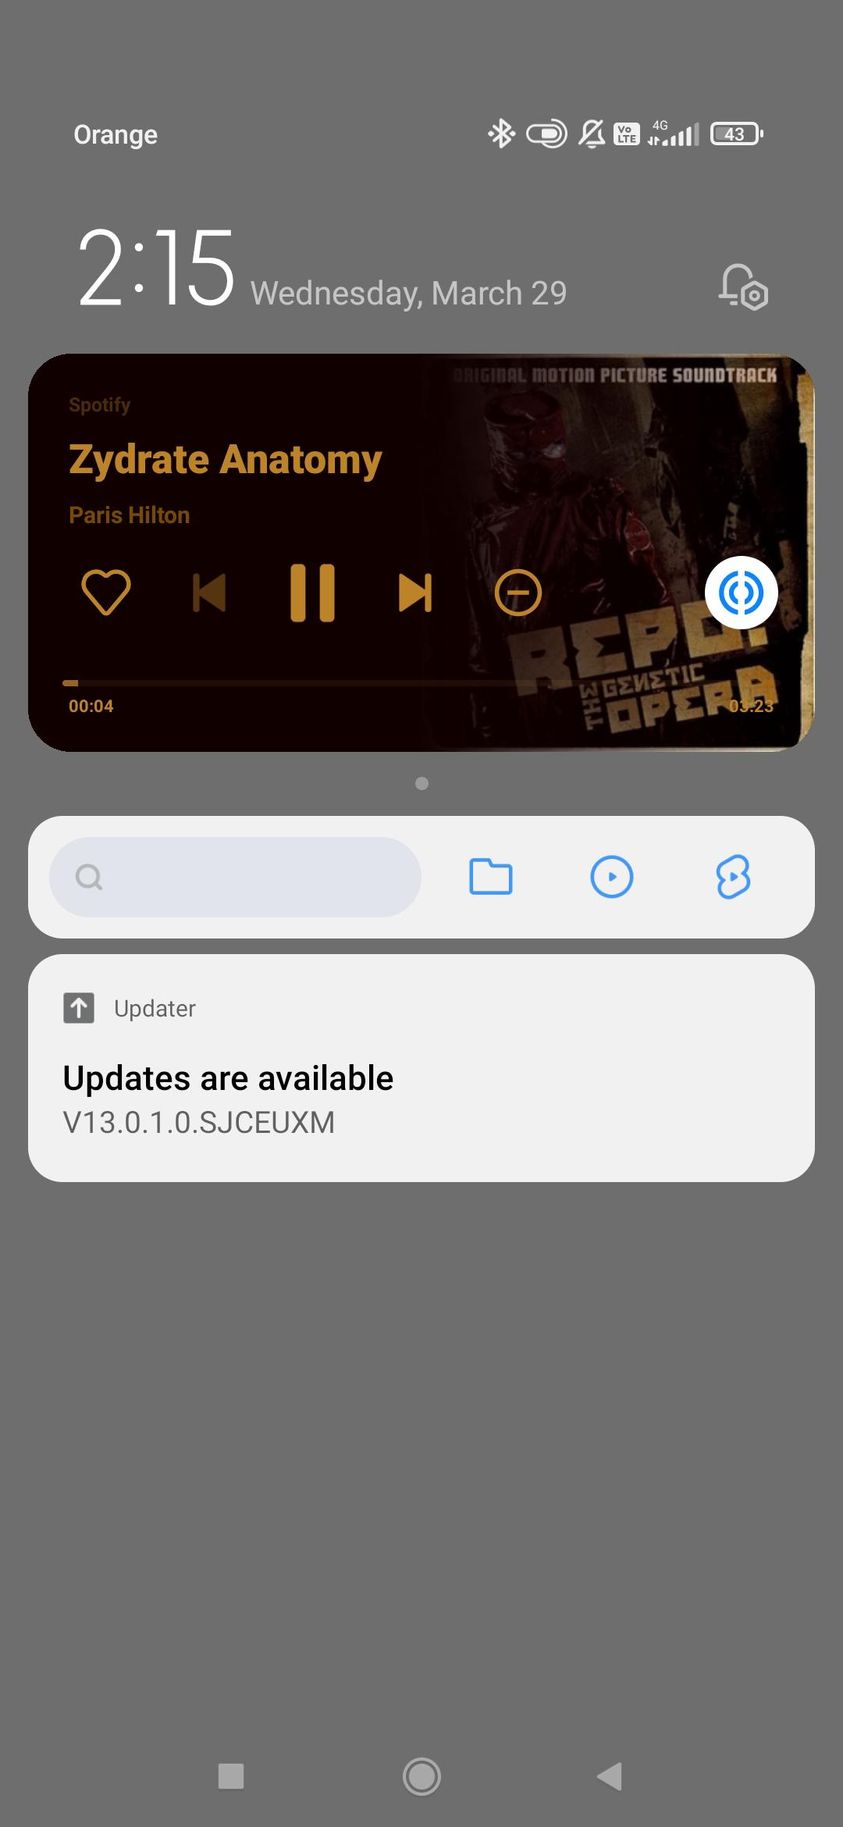 Orange
Vo LTE 4G 43
2:15 Wednesday, March 29
ORIGINAL MOTION PICTURE SOUNDTRACK
Spotify
Zydrate Anatomy
Paris Hilton
REPO!
THE GENETIC
OPERA
00:04 03:23
Updater
Updates are available
V13.0.1.0.SJCEUXM